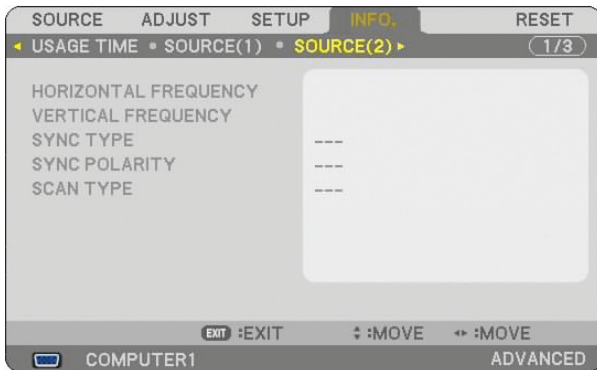 SOURCE ADJUST SETUP INFO. RESET
◂ USAGE TIME • SOURCE(1) • SOURCE(2) ▸ 1/3
HORIZONTAL FREQUENCY
VERTICAL FREQUENCY
SYNC TYPE ---
SYNC POLARITY ---
SCAN TYPE ---
EXIT :EXIT :MOVE :MOVE
COMPUTER1 ADVANCED